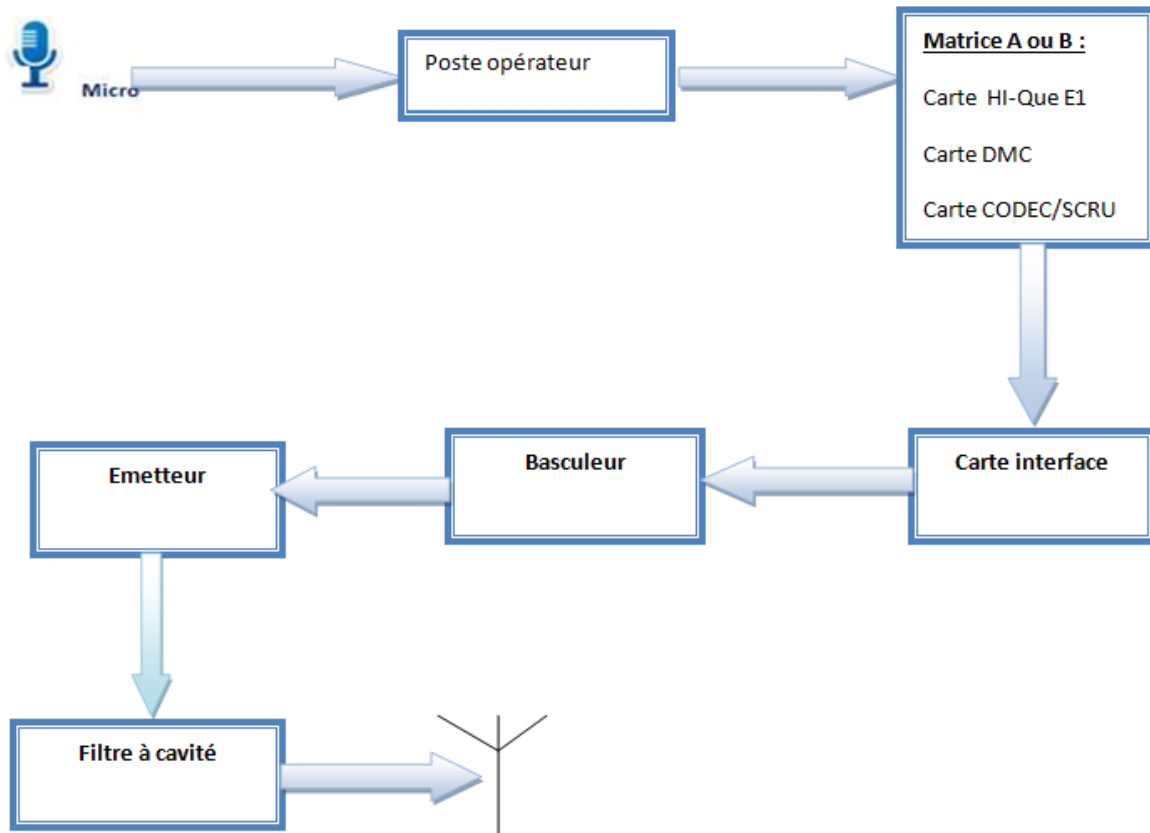 Micro
Poste opérateur
Matrice A ou B :
Carte HI-Que E1
Carte DMC
Carte CODEC/SCRU
Emetteur
Basculeur
Carte interface
Filtre à cavité